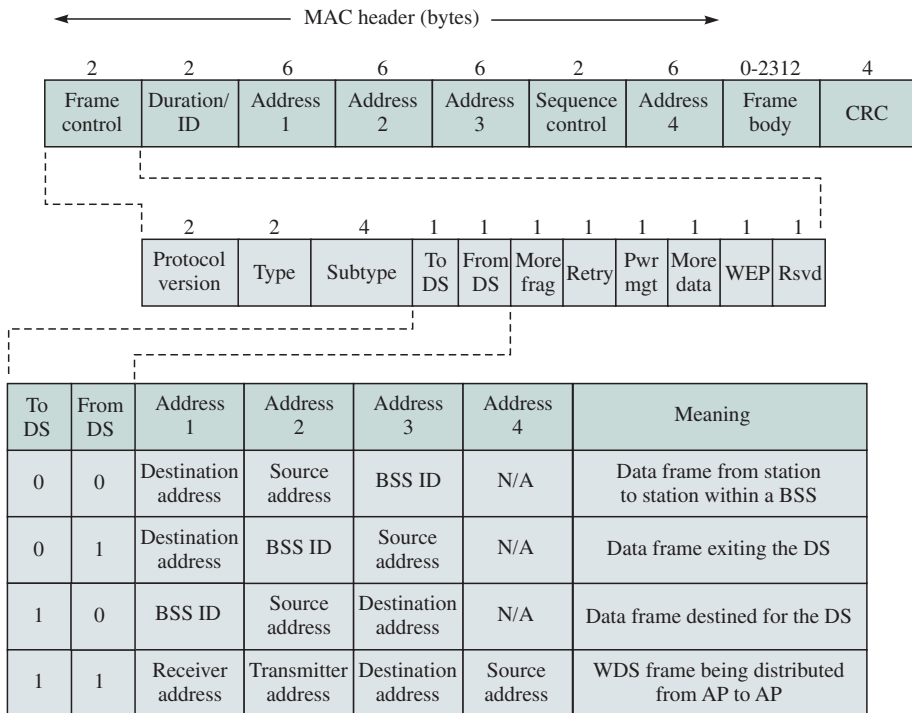 MAC header (bytes)
2 2 6 6 6 2 6 0-2312 4
Frame control
Duration/ ID
Address 1
Address 2
Address 3
Sequence control
Address 4
Frame body
CRC
2 2 4 1 1 1 1 1 1 1 1
Protocol version
Type
Subtype
To DS
From DS
More frag
Retry
Pwr mgt
More data
WEP
Rsvd
To DS
From DS
Address 1
Address 2
Address 3
Address 4
Meaning
0 0 Destination address Source address BSS ID N/A Data frame from station to station within a BSS
0 1 Destination address BSS ID Source address N/A Data frame exiting the DS
1 0 BSS ID Source address Destination address N/A Data frame destined for the DS
1 1 Receiver address Transmitter address Destination address Source address WDS frame being distributed from AP to AP